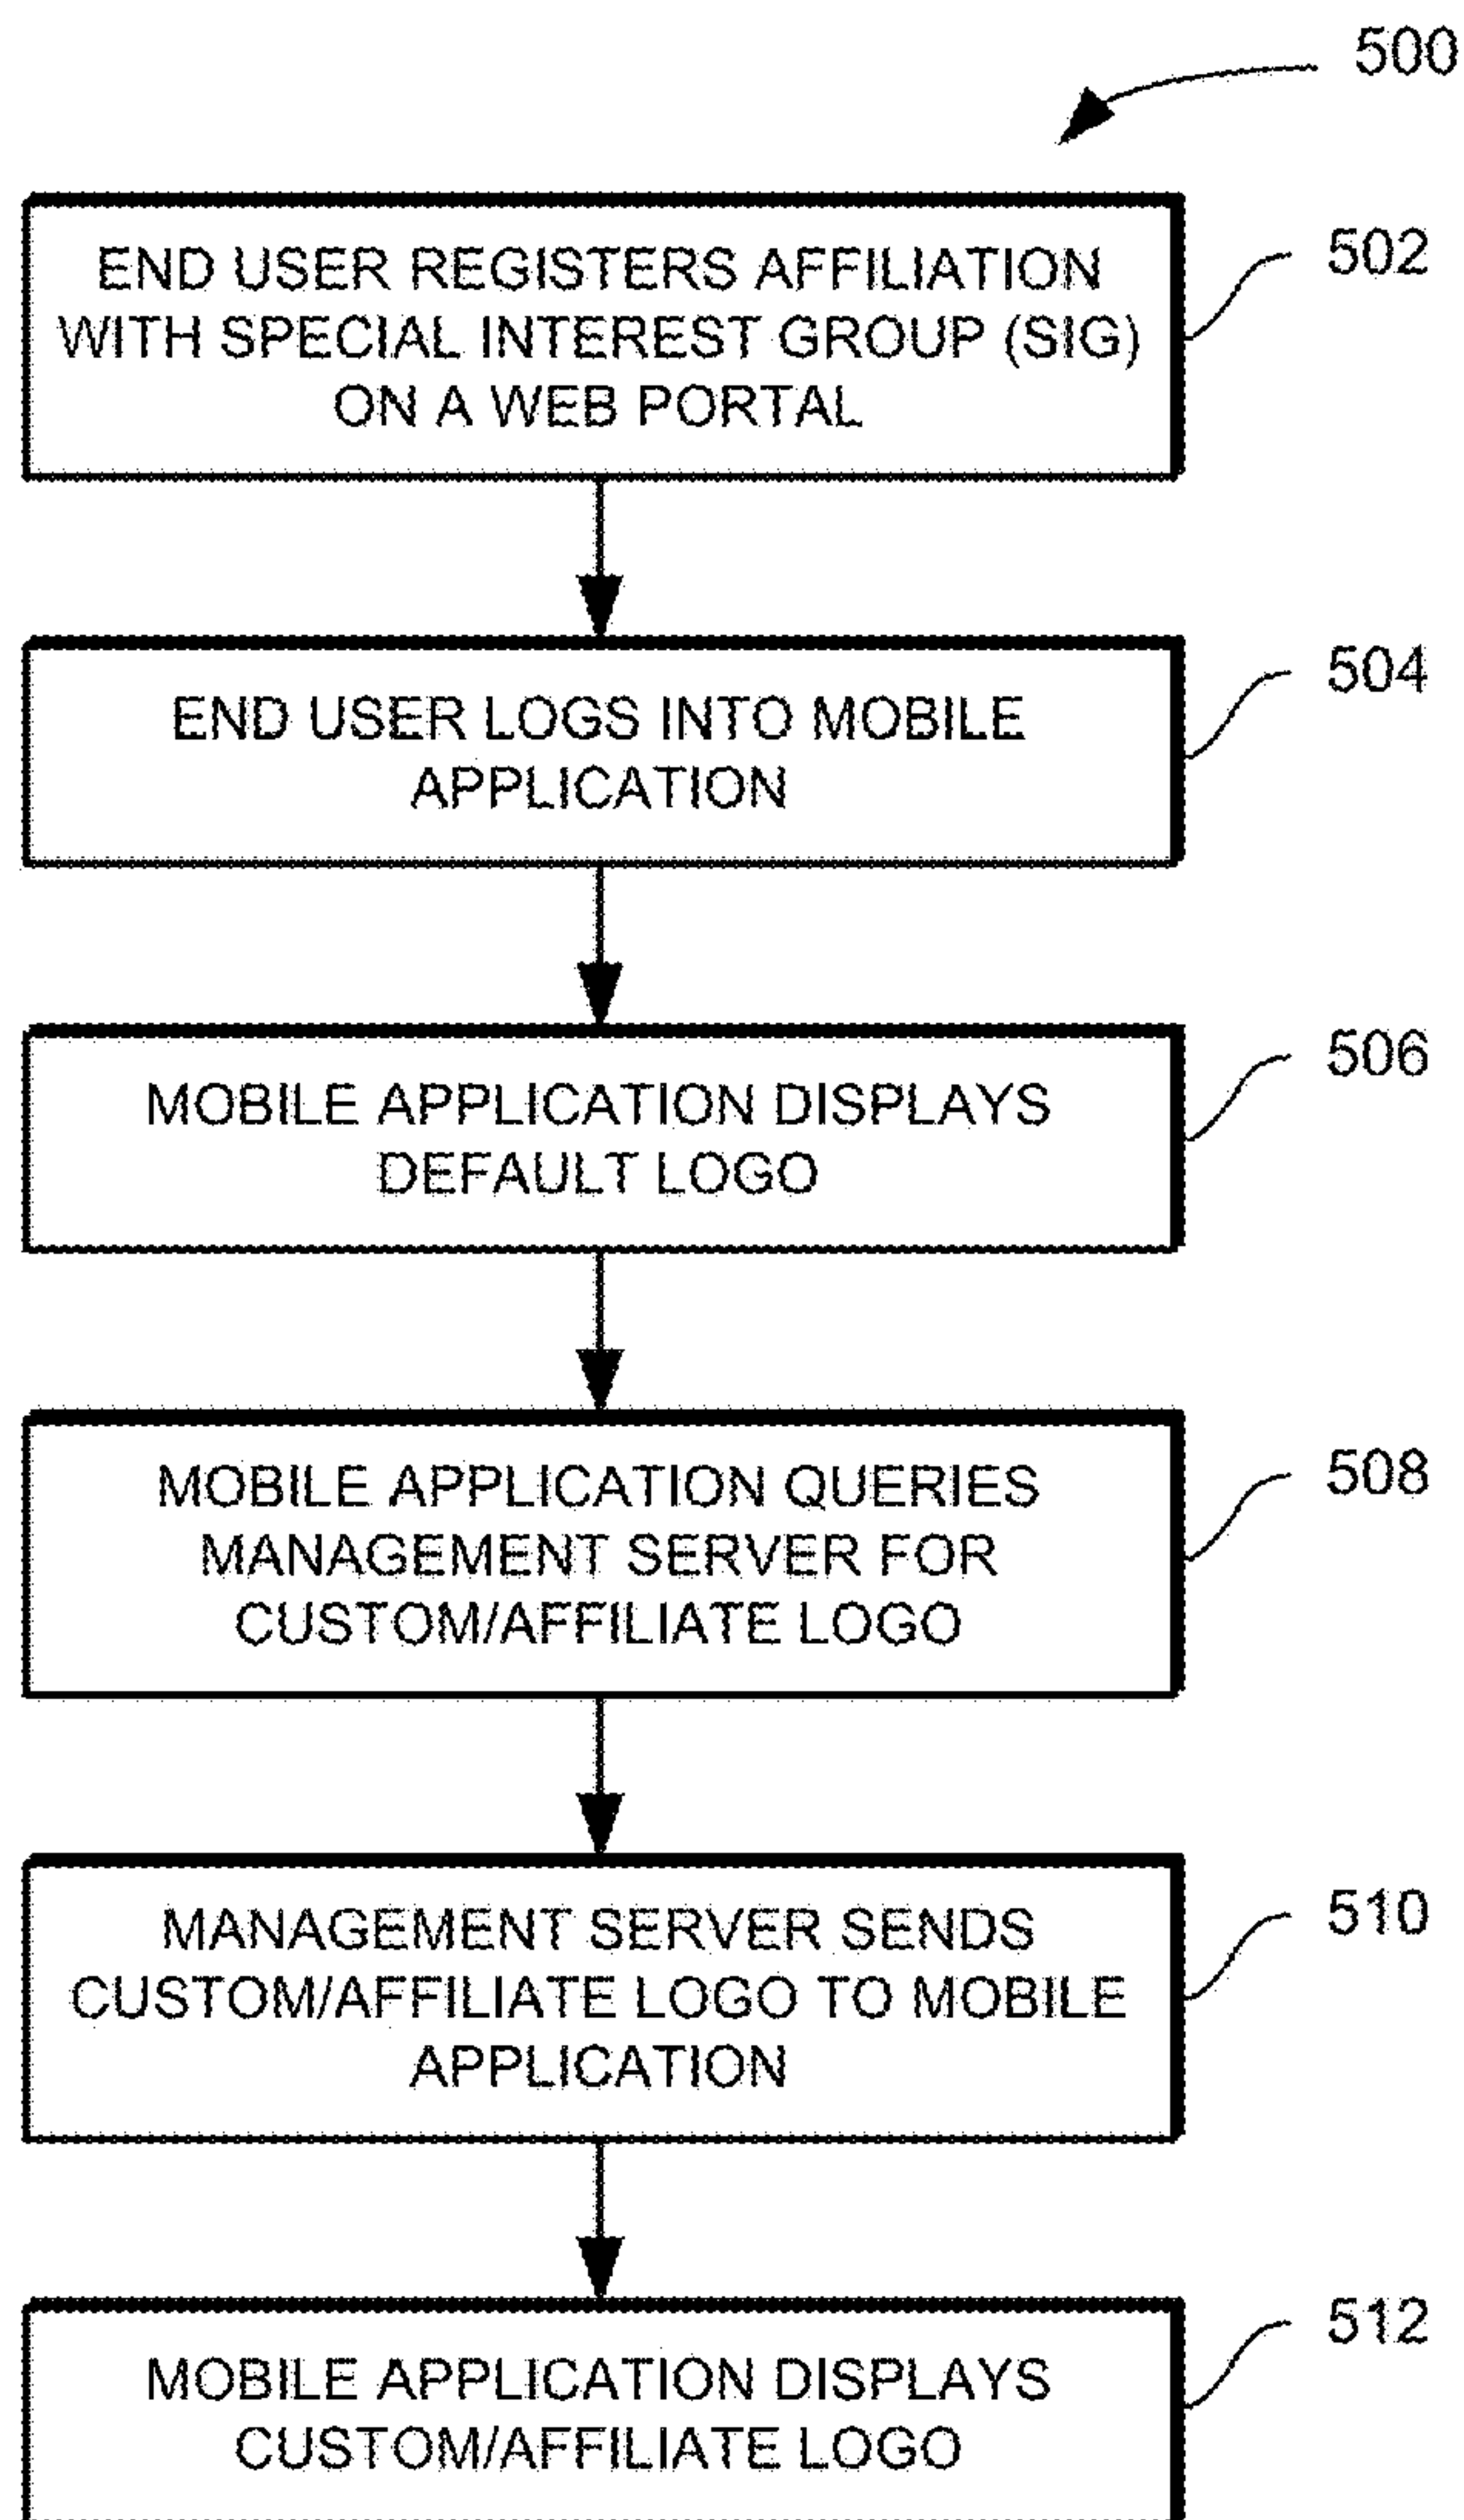 500
END USER REGISTERS AFFILIATION
WITH SPECIAL INTEREST GROUP (SIG)
ON A WEB PORTAL
502
END USER LOGS INTO MOBILE
APPLICATION
504
MOBILE APPLICATION DISPLAYS
DEFAULT LOGO
506
MOBILE APPLICATION QUERIES
MANAGEMENT SERVER FOR
CUSTOM/AFFILIATE LOGO
508
MANAGEMENT SERVER SENDS
CUSTOM/AFFILIATE LOGO TO MOBILE
APPLICATION
510
MOBILE APPLICATION DISPLAYS
CUSTOM/AFFILIATE LOGO
512